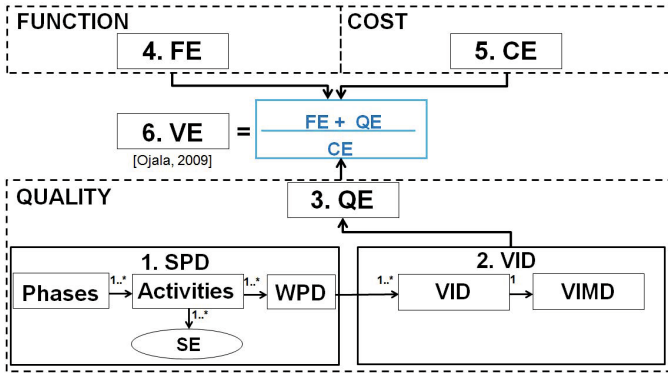 FUNCTION
COST
4. FE
5. CE
6. VE
=
FE + QE
CE
[Ojala, 2009]
QUALITY
3. QE
1. SPD
2. VID
Phases
1..*
Activities
1..*
WPD
1..*
VID
1
VIMD
1..*
SE